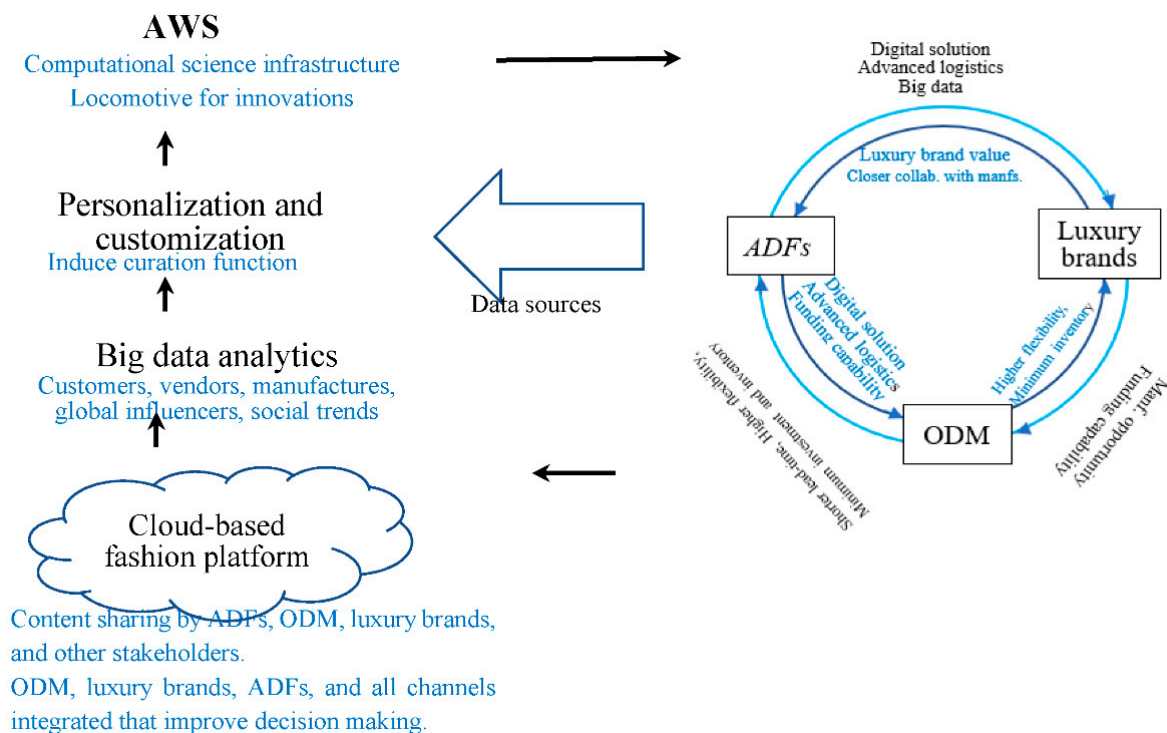 AWS
Computational science infrastructure
Locomotive for innovations
Personalization and
customization
Induce curation function
Big data analytics
Customers, vendors, manufactures,
global influencers, social trends
Cloud-based
fashion platform
Content sharing by ADFs, ODM, luxury brands,
and other stakeholders.
ODM, luxury brands, ADFs, and all channels
integrated that improve decision making.
Data sources
Digital solution
Advanced logistics
Big data
Luxury brand value
Closer collab. with manfs.
ADFs
Luxury
brands
Digital solution
Advanced logistics
Funding capability
Higher flexibility,
Minimum inventory
ODM
Shorter lead-time, Higher flexibility,
Minimum investment and inventory
Manf. opportunity
Funding capability